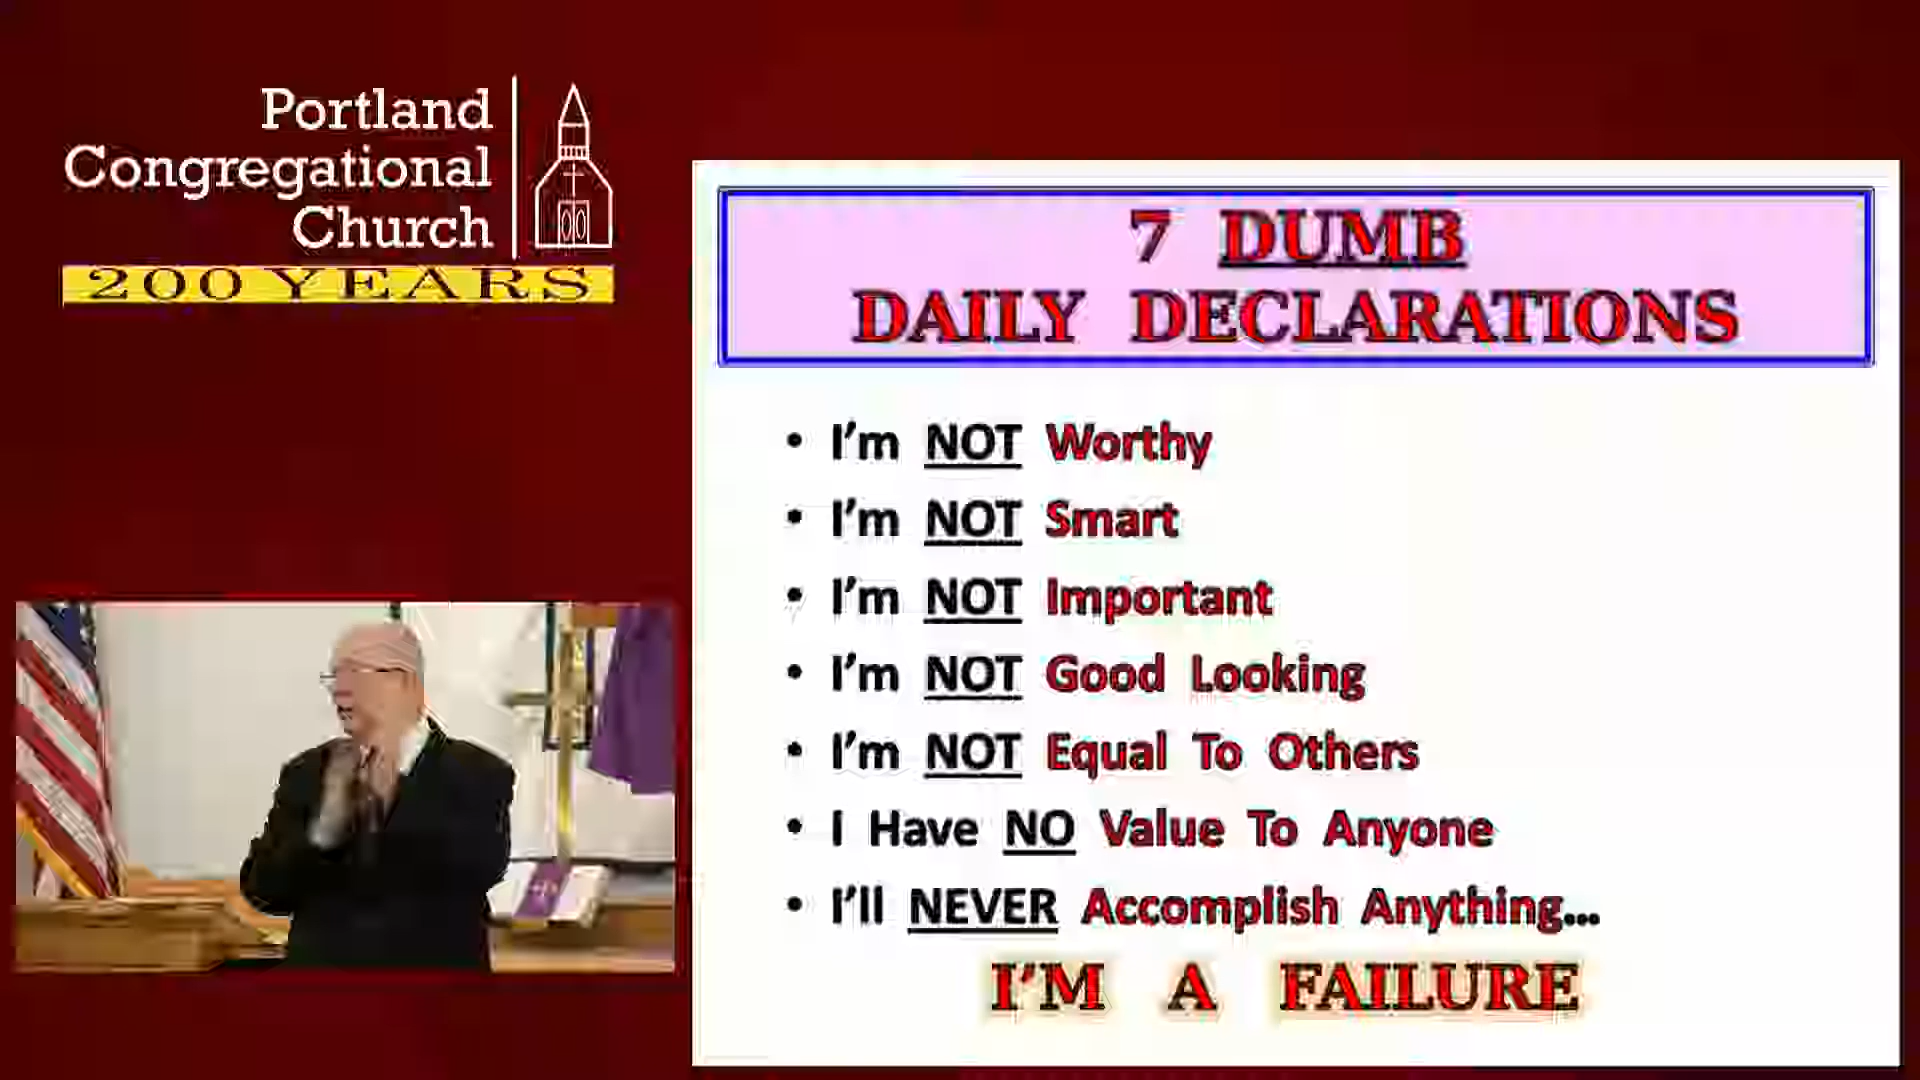 Portland
Congregational
Church
200 YEARS
7 DUMB
DAILY DECLARATIONS
• I'm NOT Worthy
• I'm NOT Smart
• I'm NOT Important
• I'm NOT Good Looking
• I'm NOT Equal To Others
• I Have NO Value To Anyone
• I'll NEVER Accomplish Anything...
I'M A FAILURE